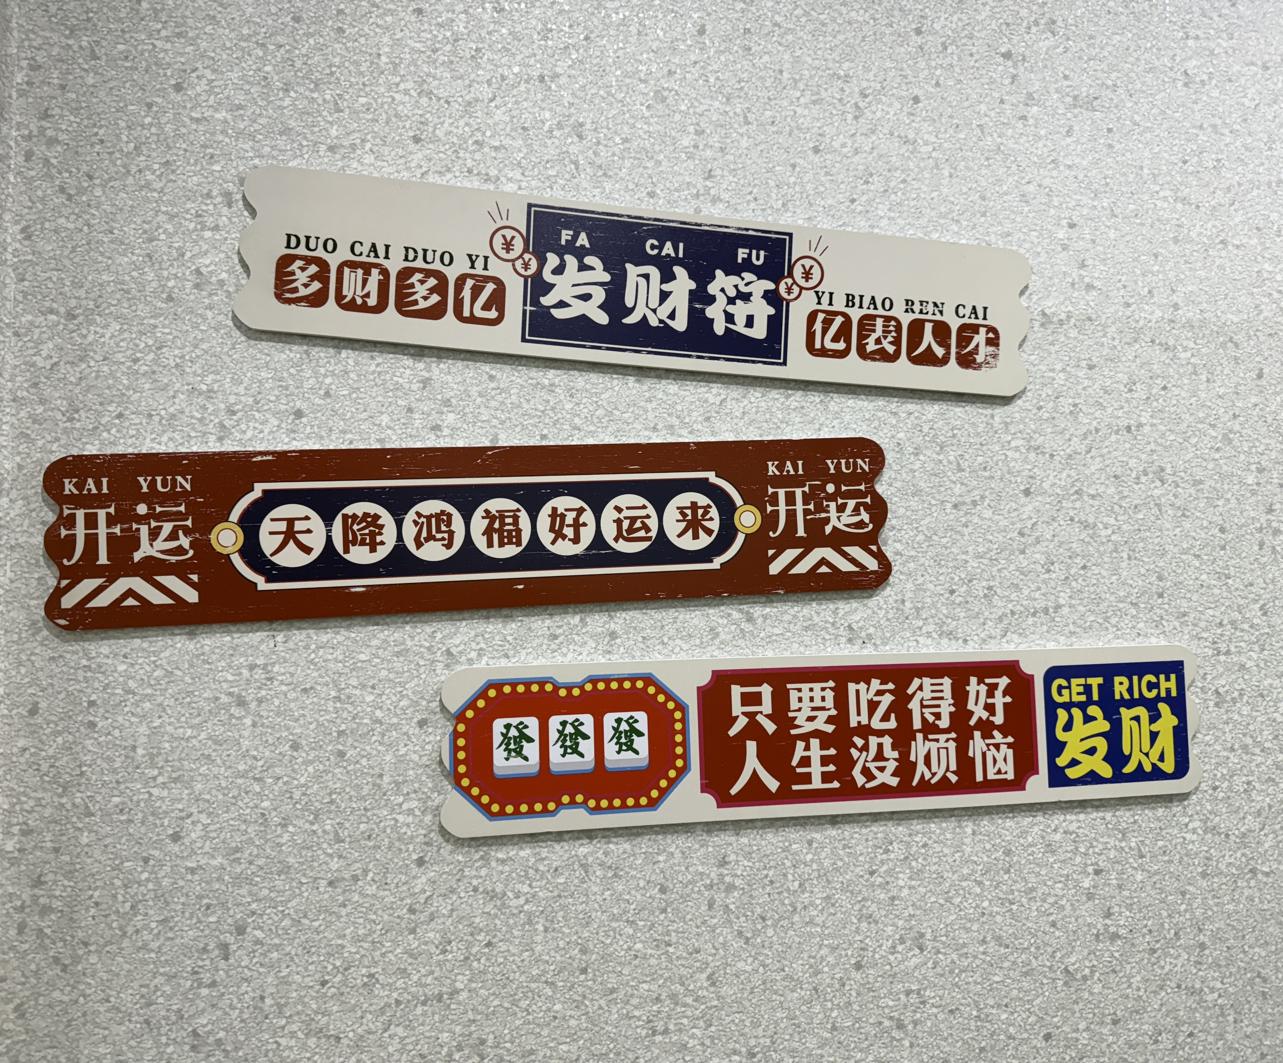 DUO CAI DUO YI
多财多亿
¥
¥
FA CAI FU
发财符
¥
¥
YI BIAO REN CAI
亿表人才
KAI YUN
开运
天降鸿福好运来
KAI YUN
开运
發發發
只要吃得好
人生没烦恼
GET RICH
发财